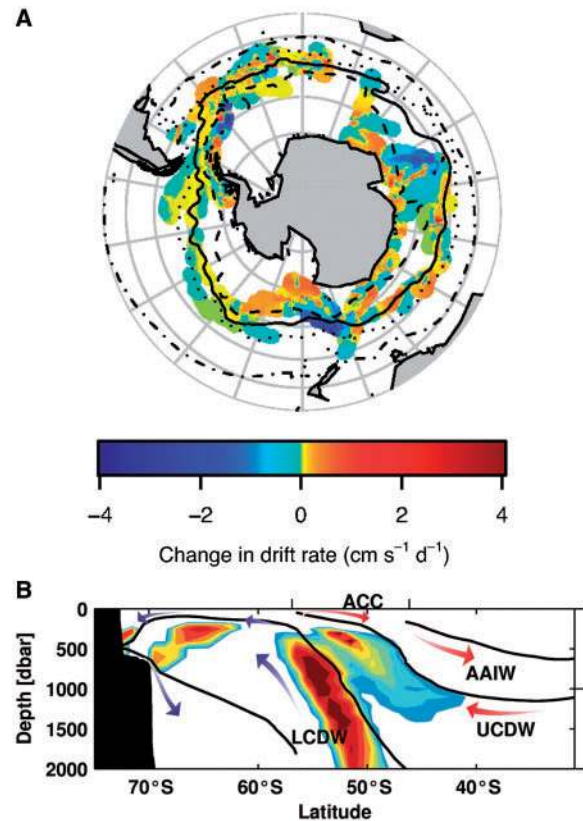 A
−4 −2 0 2 4
Change in drift rate (cm s⁻¹ d⁻¹)
B
ACC
0
500
1000
1500
2000
Depth [dbar]
AAIW
LCDW UCDW
70°S 60°S 50°S 40°S
Latitude